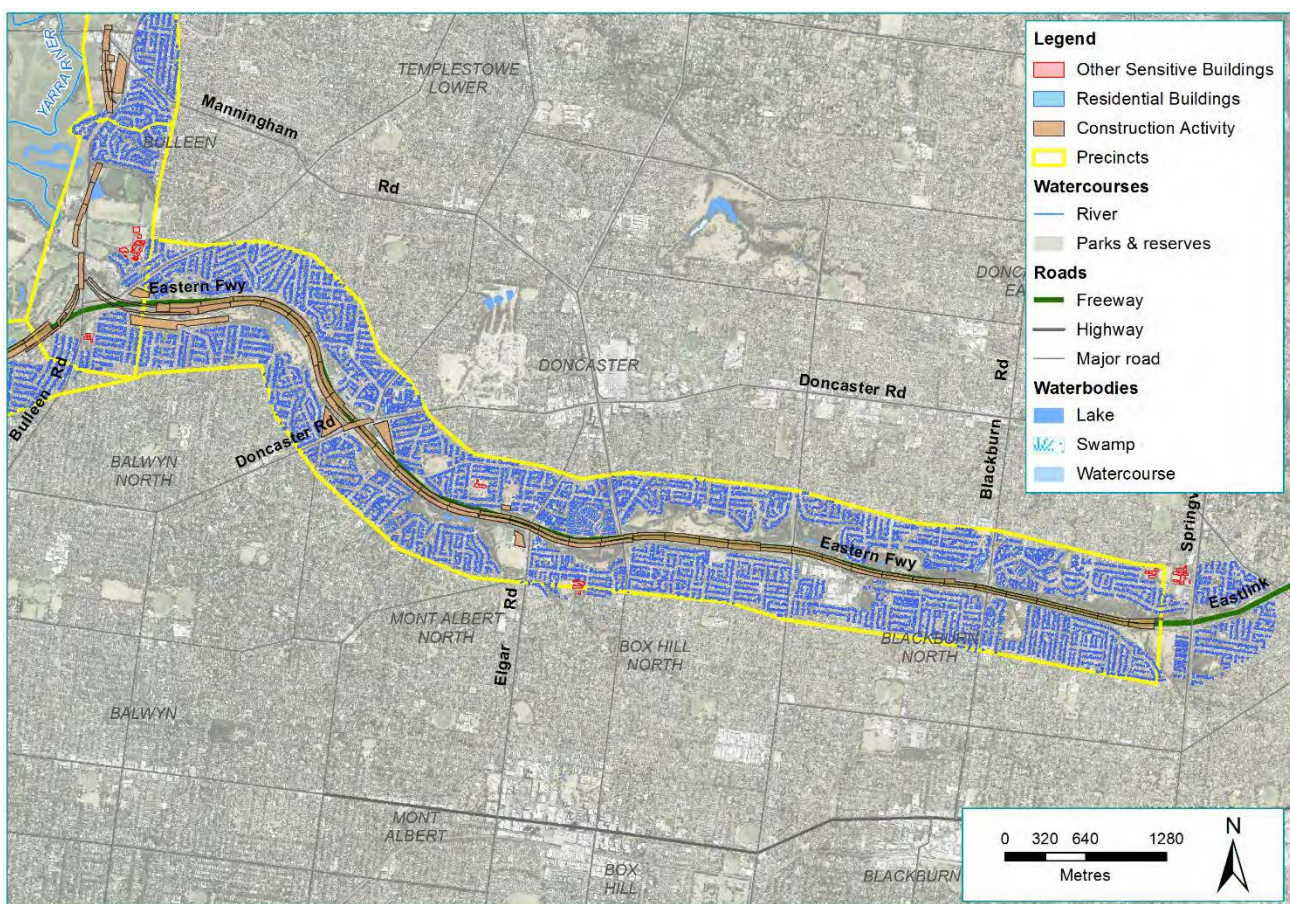 YARRA RIVER
TEMPLESTOWE
LOWER
Manningham
Rd
BULLEEN
Eastern Fwy
Bulleen Rd
BALWYN
NORTH
Doncaster Rd
DONCASTER
Doncaster Rd
Blackburn
Rd
Eastern Fwy
Eastlink
MONT ALBERT
NORTH
Elgar Rd
BOX HILL
NORTH
BLACKBURN
NORTH
BALWYN
MONT
ALBERT
BOX
HILL
BLACKBURN
Legend
Other Sensitive Buildings
Residential Buildings
Construction Activity
Precincts
Watercourses
River
Parks & reserves
Roads
Freeway
Highway
Major road
Waterbodies
Lake
Swamp
Watercourse
0 320 640 1280
Metres
N